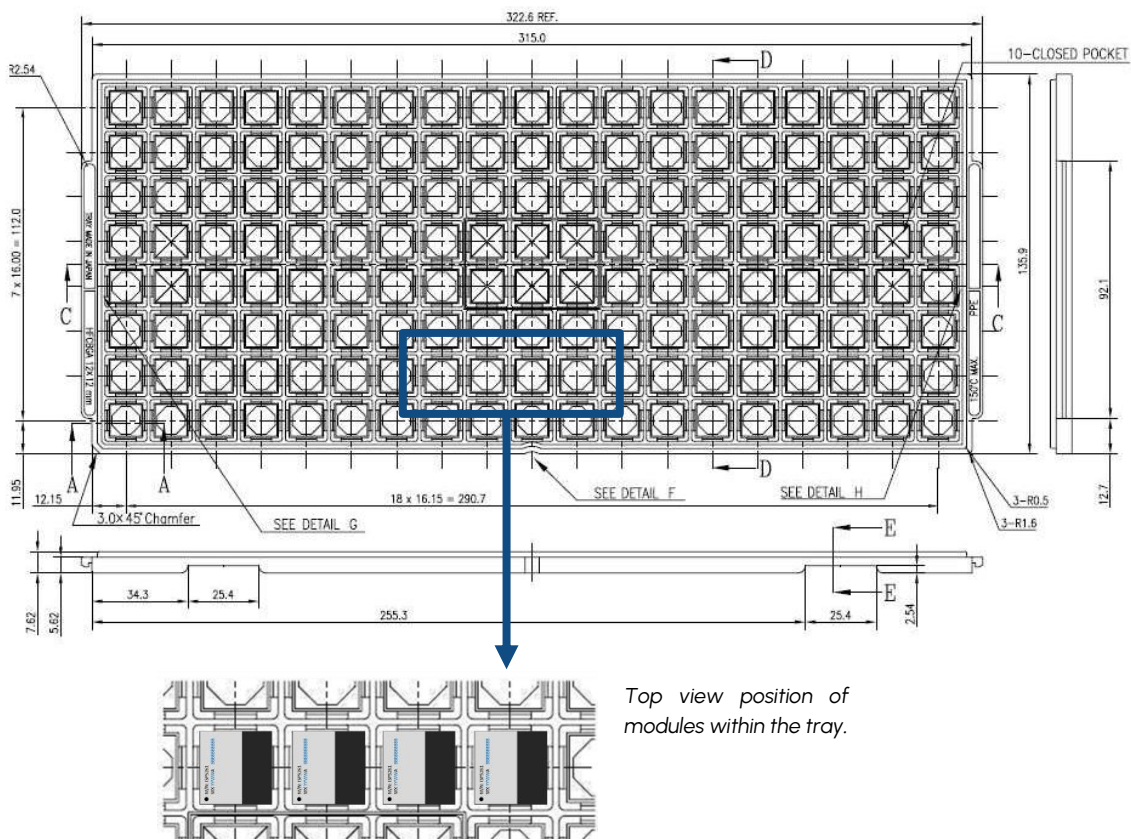 322.6 REF.
315.0
D
10-CLOSED POCKET
R2.54
7 x 16.00 = 112.0
TRAY MADE IN JAPAN
135.9
92.1
C
C
HF-CBGA 12x12 mm
PPE
150°C MAX.
11.95
A
A
12.15
18 x 16.15 = 290.7
D
SEE DETAIL F
SEE DETAIL H
3-R0.5
12.7
3.0×45°Chamfer
SEE DETAIL G
3-R1.6
E
7.62
5.62
34.3
25.4
E
25.4
2.54
255.3
Top view position of
modules within the tray.